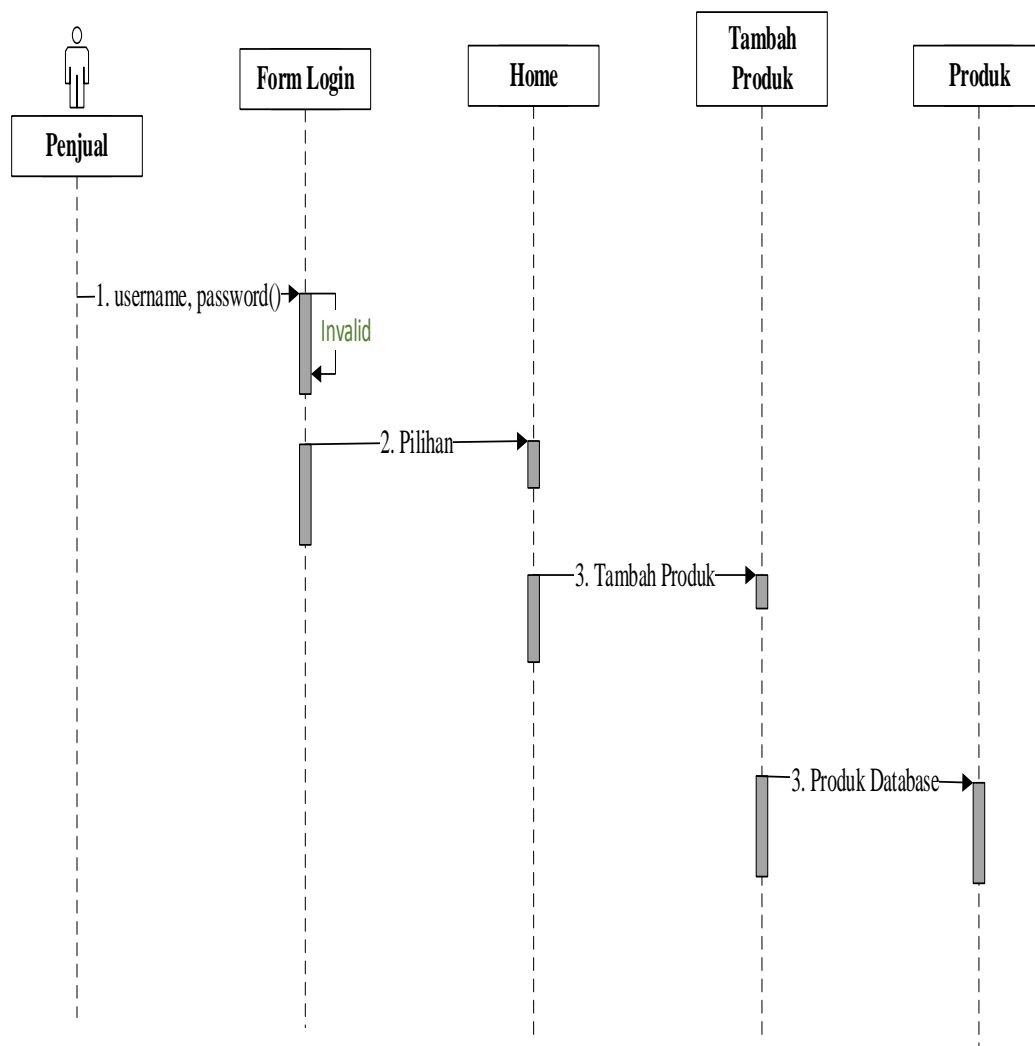 Penjual
Form Login
Home
Tambah
Produk
Produk
1. username, password()
Invalid
2. Pilihan
3. Tambah Produk
3. Produk Database